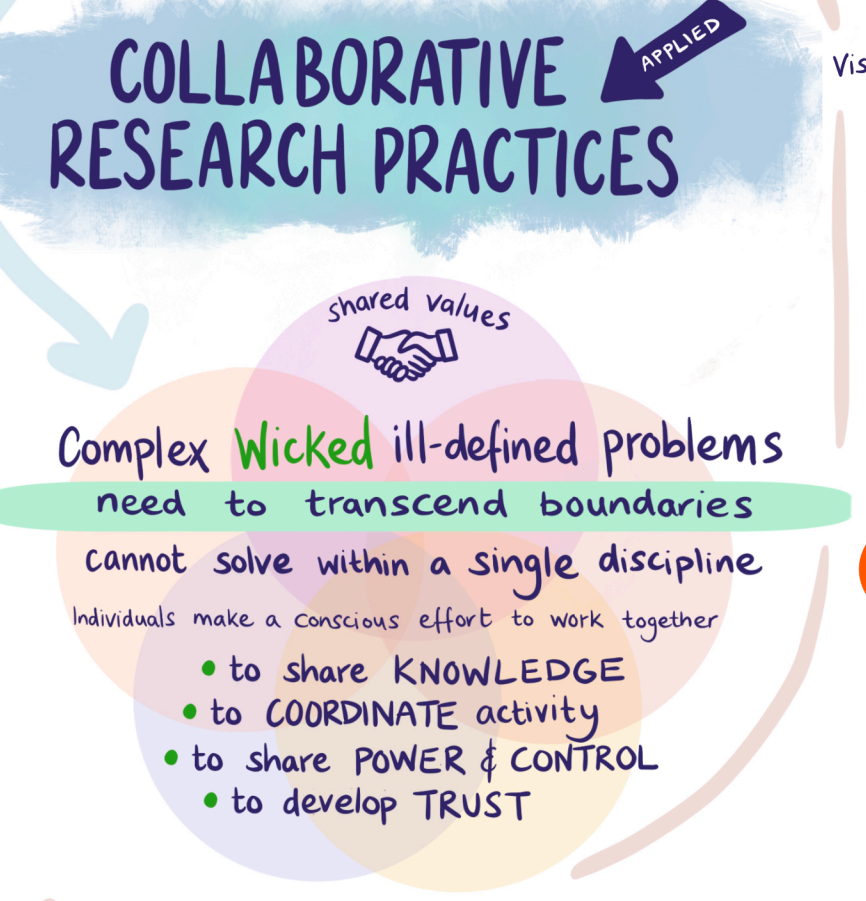 COLLABORATIVE
APPLIED
RESEARCH PRACTICES
shared values
Complex Wicked ill-defined problems
need to transcend boundaries
cannot solve within a single discipline
Individuals make a conscious effort to work together
• to share KNOWLEDGE
• to COORDINATE activity
• to share POWER & CONTROL
• to develop TRUST